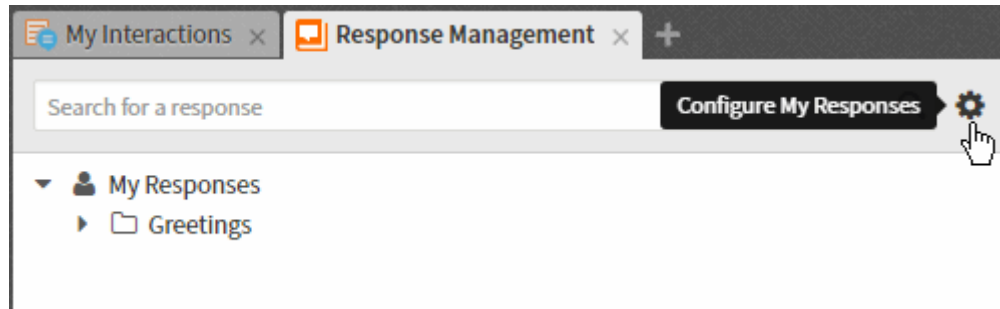 My Interactions × Response Management × +
Search for a response Configure My Responses
My Responses
Greetings